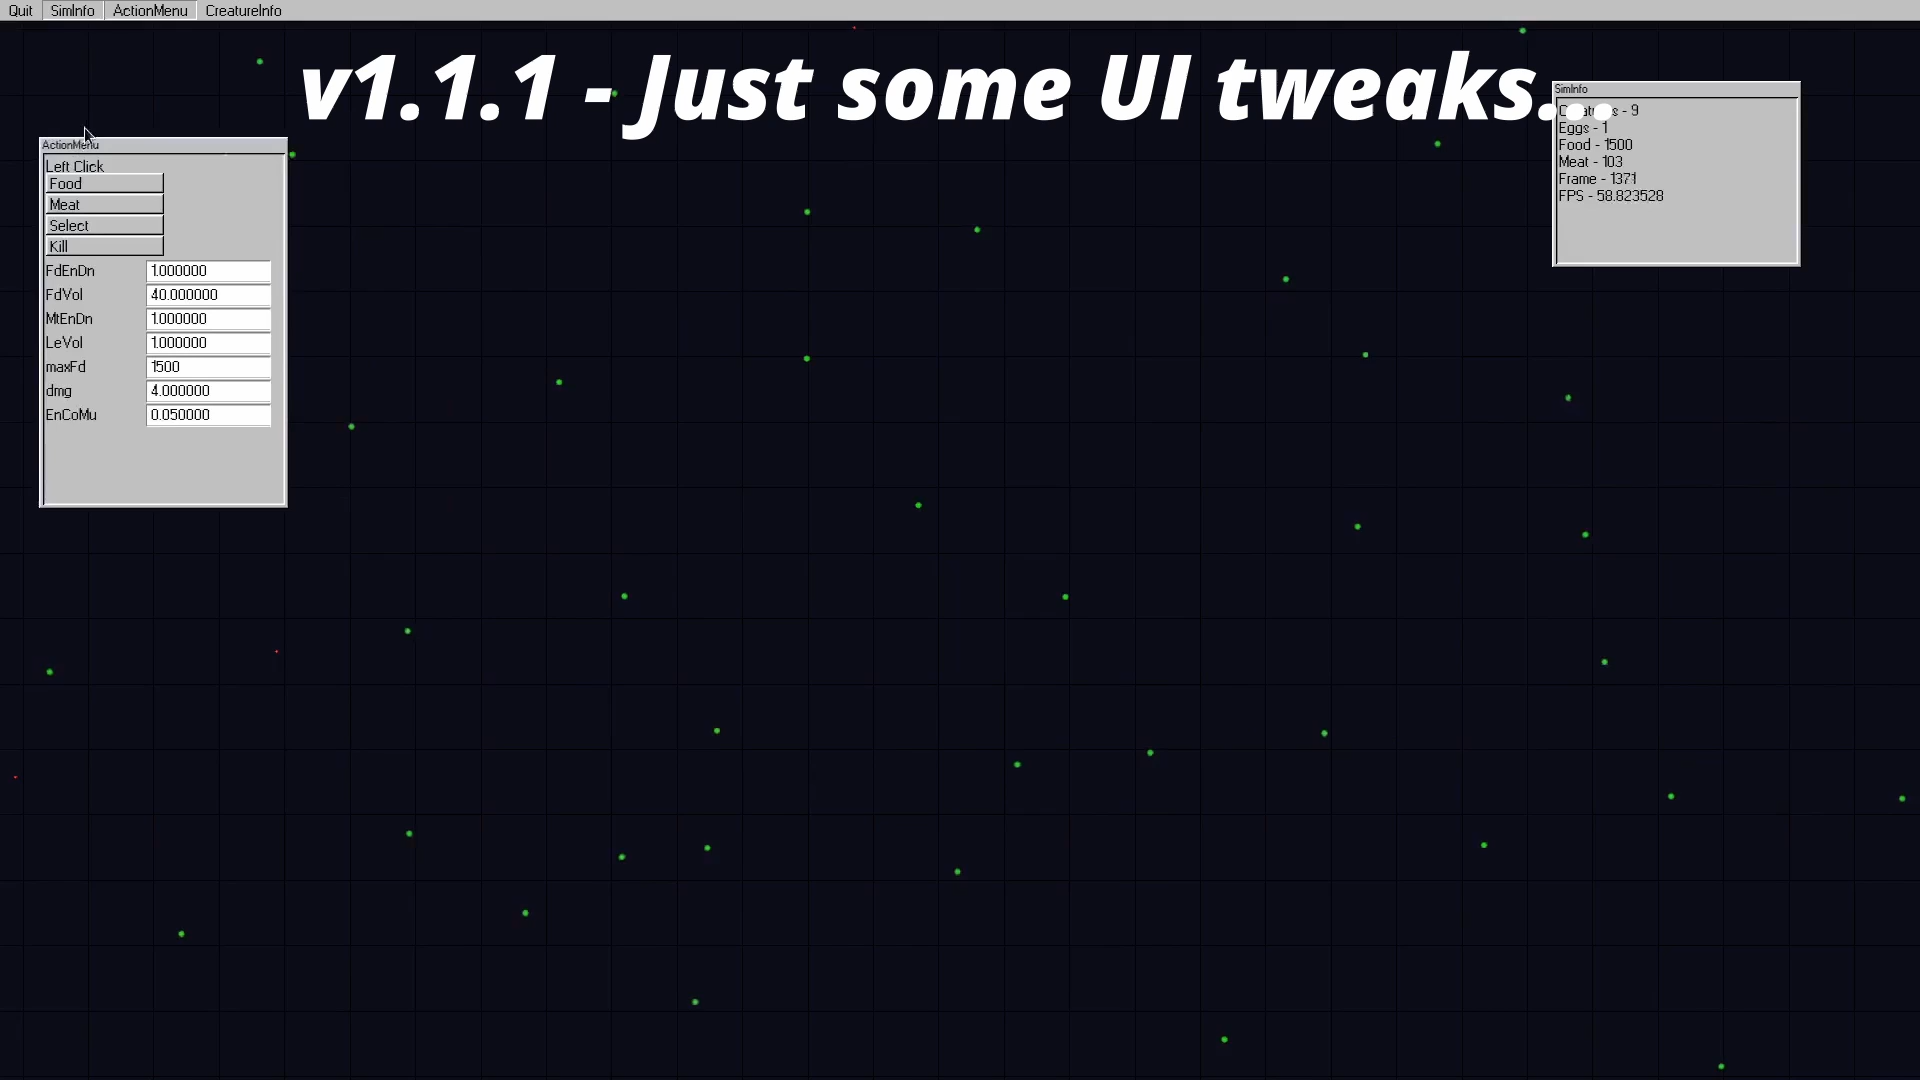 Quit SimInfo ActionMenu CreatureInfo
v1.1.1 - Just some UI tweaks...
SimInfo
- 9
Eggs - 1
Food - 1500
Meat - 103
Frame - 1371
FPS - 58.823528
ActionMenu
Left Click
Food
Meat
Select
Kill
FdEnDn 1.000000
FdVol 40.000000
MtEnDn 1.000000
LeVol 1.000000
maxFd 1500
dmg 4.000000
EnCoMu 0.050000